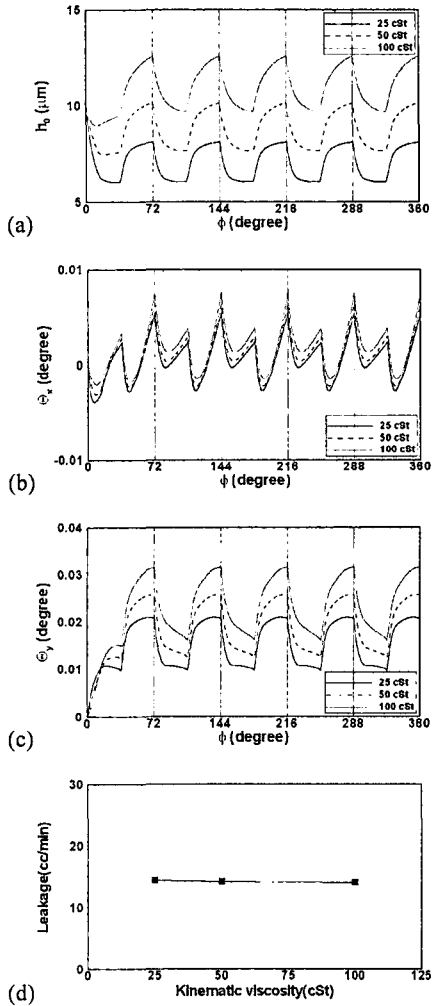 15
10
5
h₀ (μm)
25 cSt
50 cSt
100 cSt
0
72
144
216
288
360
ϕ (degree)
(a)
0.01
0
-0.01
Θₓ (degree)
25 cSt
50 cSt
100 cSt
0
72
144
216
288
360
ϕ (degree)
(b)
0.04
0.03
0.02
0.01
0
Θᵧ (degree)
25 cSt
50 cSt
100 cSt
0
72
144
216
288
360
ϕ (degree)
(c)
30
20
10
0
Leakage(cc/min)
0
25
50
75
100
125
Kinematic viscosity(cSt)
(d)